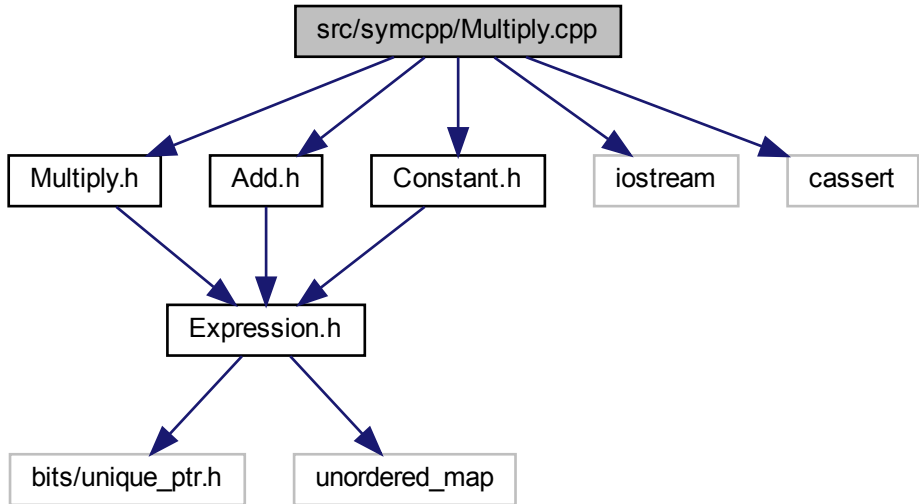 src/symcpp/Multiply.cpp
Multiply.h
Add.h
Constant.h
iostream
cassert
Expression.h
bits/unique_ptr.h
unordered_map